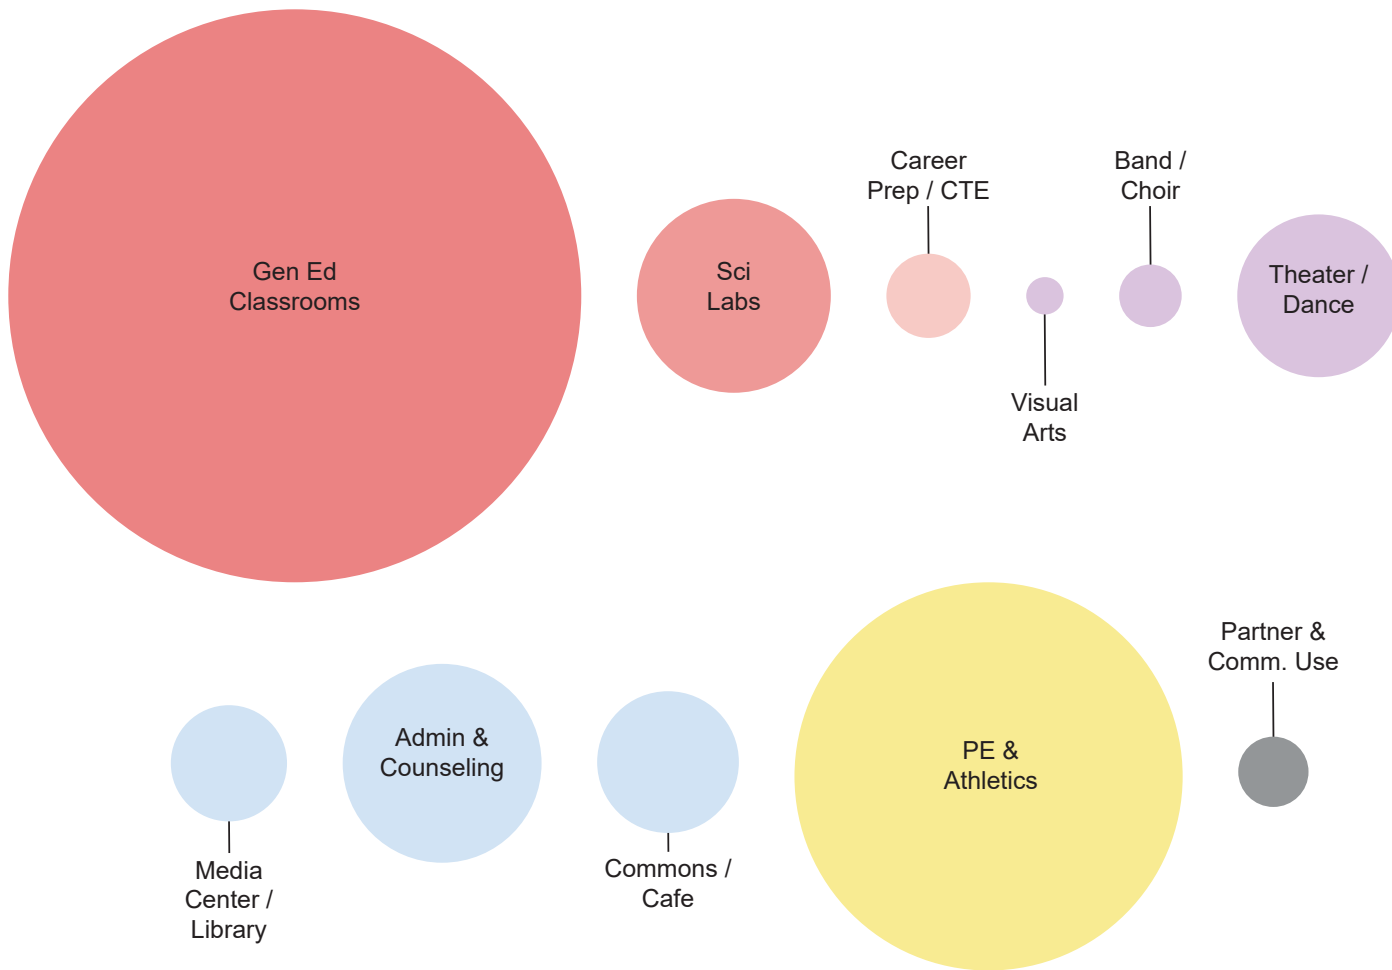 Gen Ed
Classrooms
Sci
Labs
Career
Prep / CTE
Visual
Arts
Band /
Choir
Theater /
Dance
Media
Center /
Library
Admin &
Counseling
Commons /
Cafe
PE &
Athletics
Partner &
Comm. Use